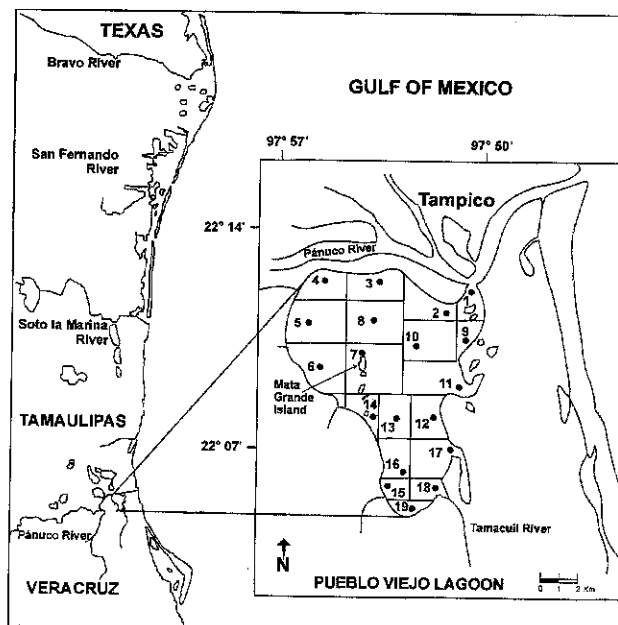 TEXAS
Bravo River
GULF OF MEXICO
97° 57'
97° 50'
San Fernando
River
Tampico
22° 14'
Pánuco River
4
3
1
2
Soto la Marina
River
5
8
9
10
7
6
Mata
Grande
Island
11
TAMAULIPAS
14
13
12
22° 07'
17
16
15
18
19
Pánuco River
Tamacuil River
N
VERACRUZ
PUEBLO VIEJO LAGOON
0 1 2 Km